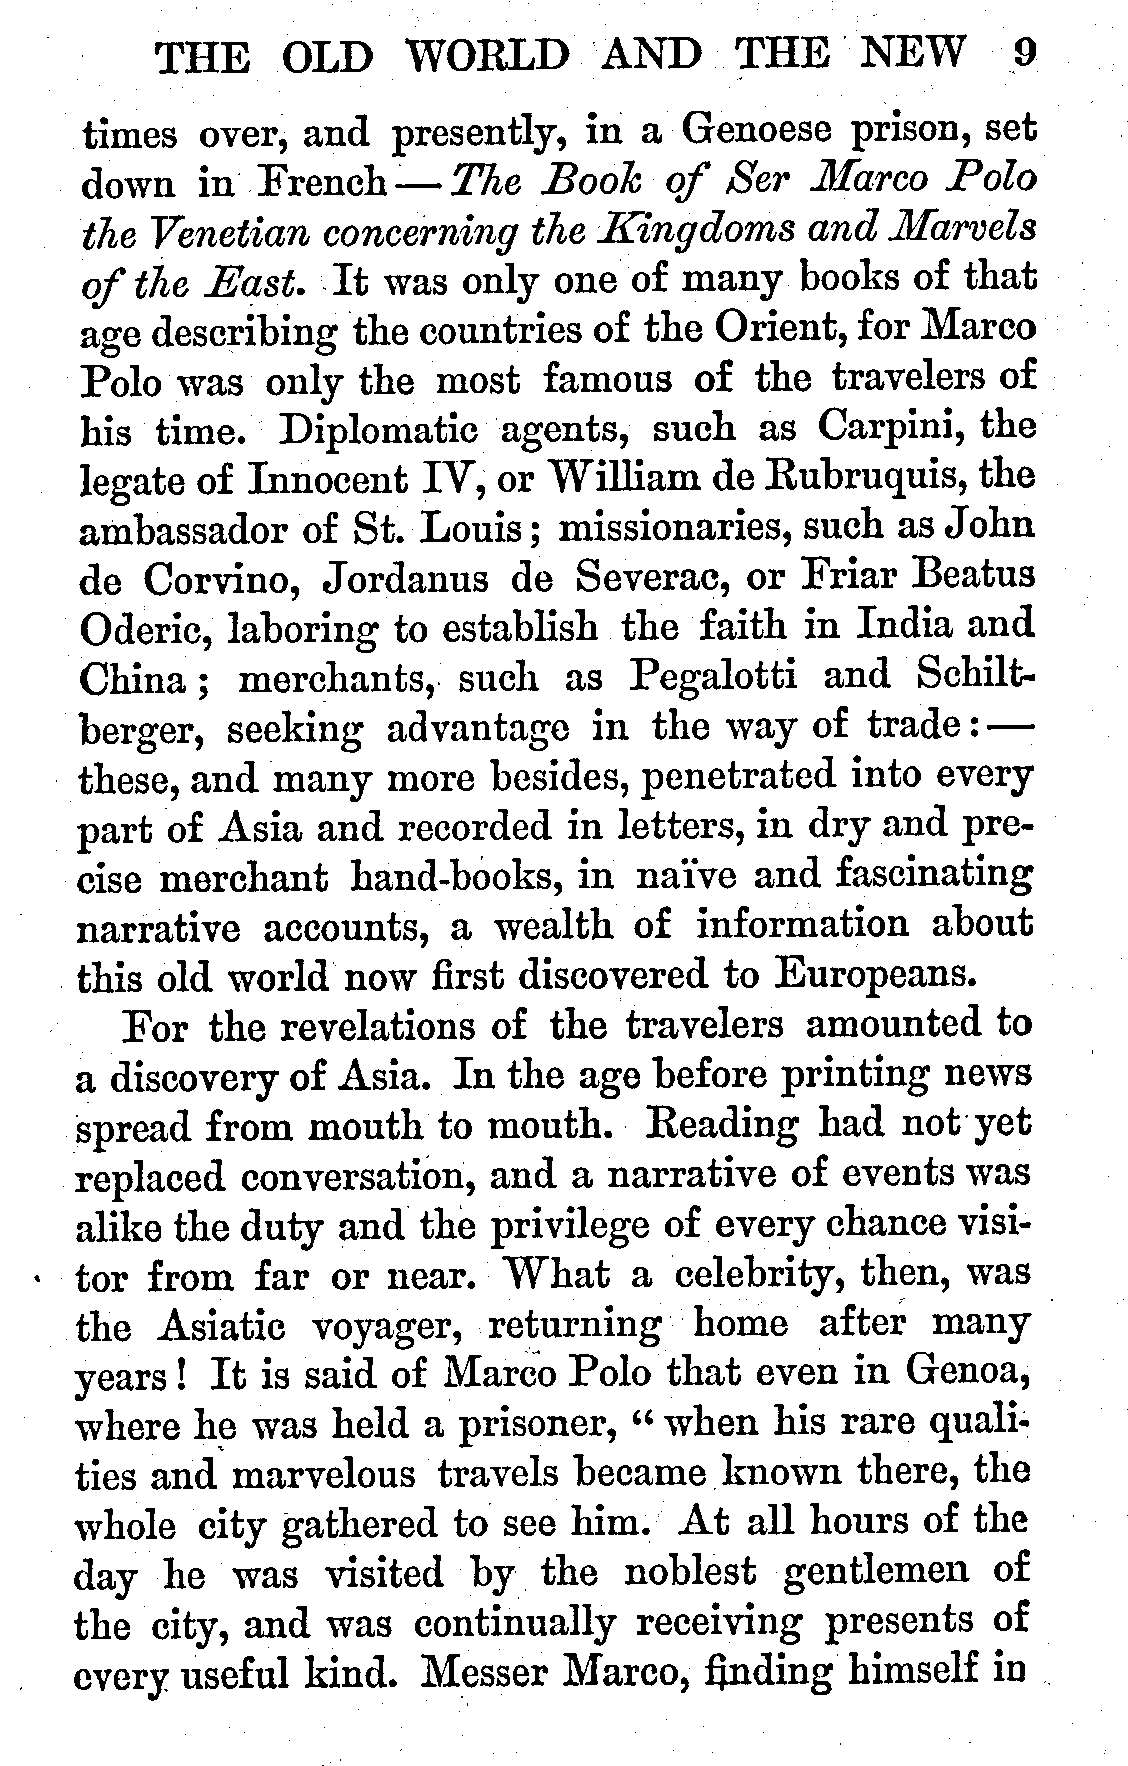 THE OLD WORLD AND THE NEW 9
times over, and presently, in a Genoese prison, set
down in French — The Book of Ser Marco Polo
the Venetian concerning the Kingdoms and Marvels
of the East. It was only one of many books of that
age describing the countries of the Orient, for Marco
Polo was only the most famous of the travelers of
his time. Diplomatic agents, such as Carpini, the
legate of Innocent IV, or William de Rubruquis, the
ambassador of St. Louis; missionaries, such as John
de Corvino, Jordanus de Severac, or Friar Beatus
Oderic, laboring to establish the faith in India and
China; merchants, such as Pegalotti and Schilt-
berger, seeking advantage in the way of trade: —
these, and many more besides, penetrated into every
part of Asia and recorded in letters, in dry and pre-
cise merchant hand-books, in naïve and fascinating
narrative accounts, a wealth of information about
this old world now first discovered to Europeans.
For the revelations of the travelers amounted to
a discovery of Asia. In the age before printing news
spread from mouth to mouth. Reading had not yet
replaced conversation, and a narrative of events was
alike the duty and the privilege of every chance visi-
tor from far or near. What a celebrity, then, was
the Asiatic voyager, returning home after many
years! It is said of Marco Polo that even in Genoa,
where he was held a prisoner, "when his rare quali-
ties and marvelous travels became known there, the
whole city gathered to see him. At all hours of the
day he was visited by the noblest gentlemen of
the city, and was continually receiving presents of
every useful kind. Messer Marco, finding himself in